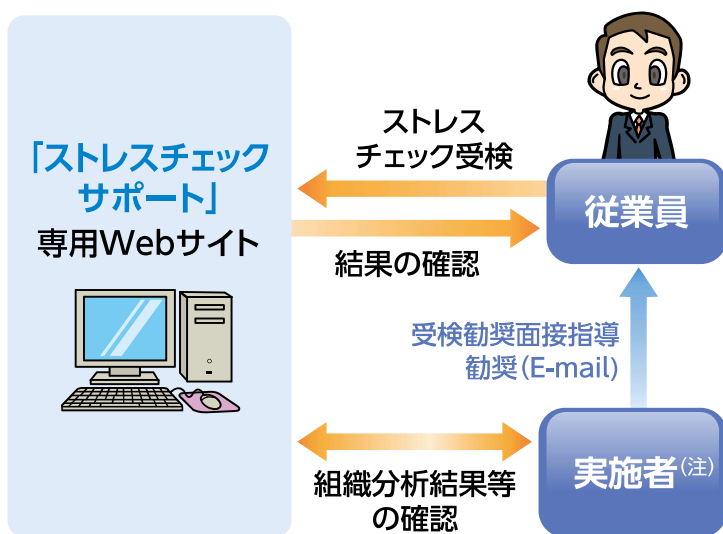 「ストレスチェック
サポート」
専用Webサイト
ストレス
チェック受検
結果の確認
従業員
受検勧奨面接指導
勧奨(E-mail)
組織分析結果等
の確認
実施者(注)